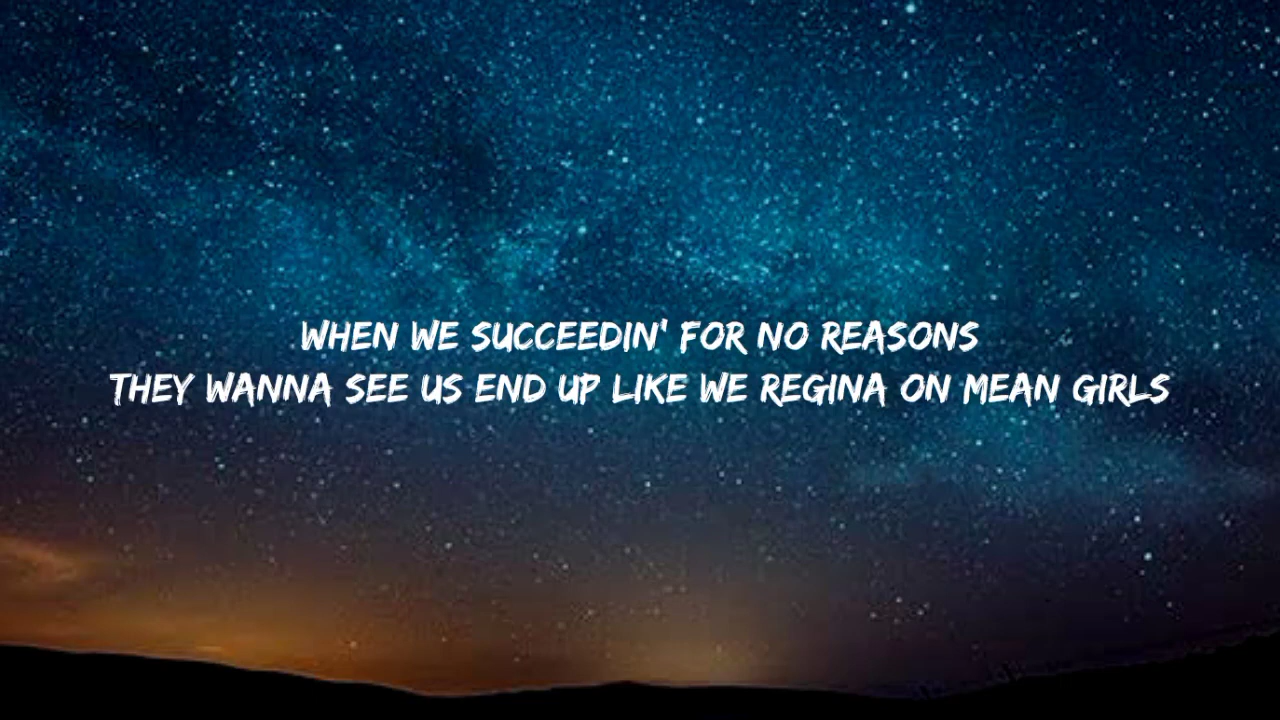 WHEN WE SUCCEEDIN' FOR NO REASONS
THEY WANNA SEE US END UP LIKE WE REGINA ON MEAN GIRLS